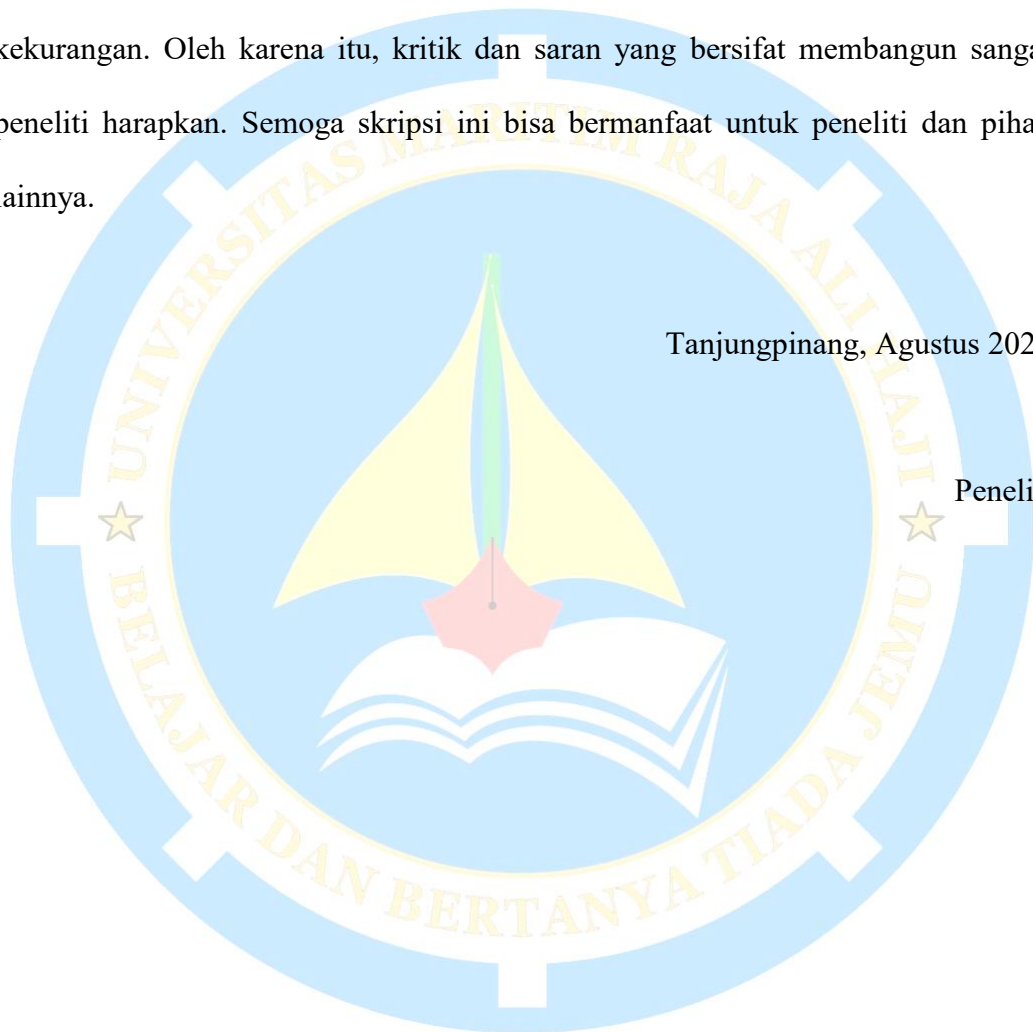 kekurangan. Oleh karena itu, kritik dan saran yang bersifat membangun sanga
peneliti harapkan. Semoga skripsi ini bisa bermanfaat untuk peneliti dan piha
lainnya.
Tanjungpinang, Agustus 202
Peneli
UNIVERSITAS MARITIM RAJA ALI HAJI
BELAJAR DAN BERTANYA TIADA JEMU